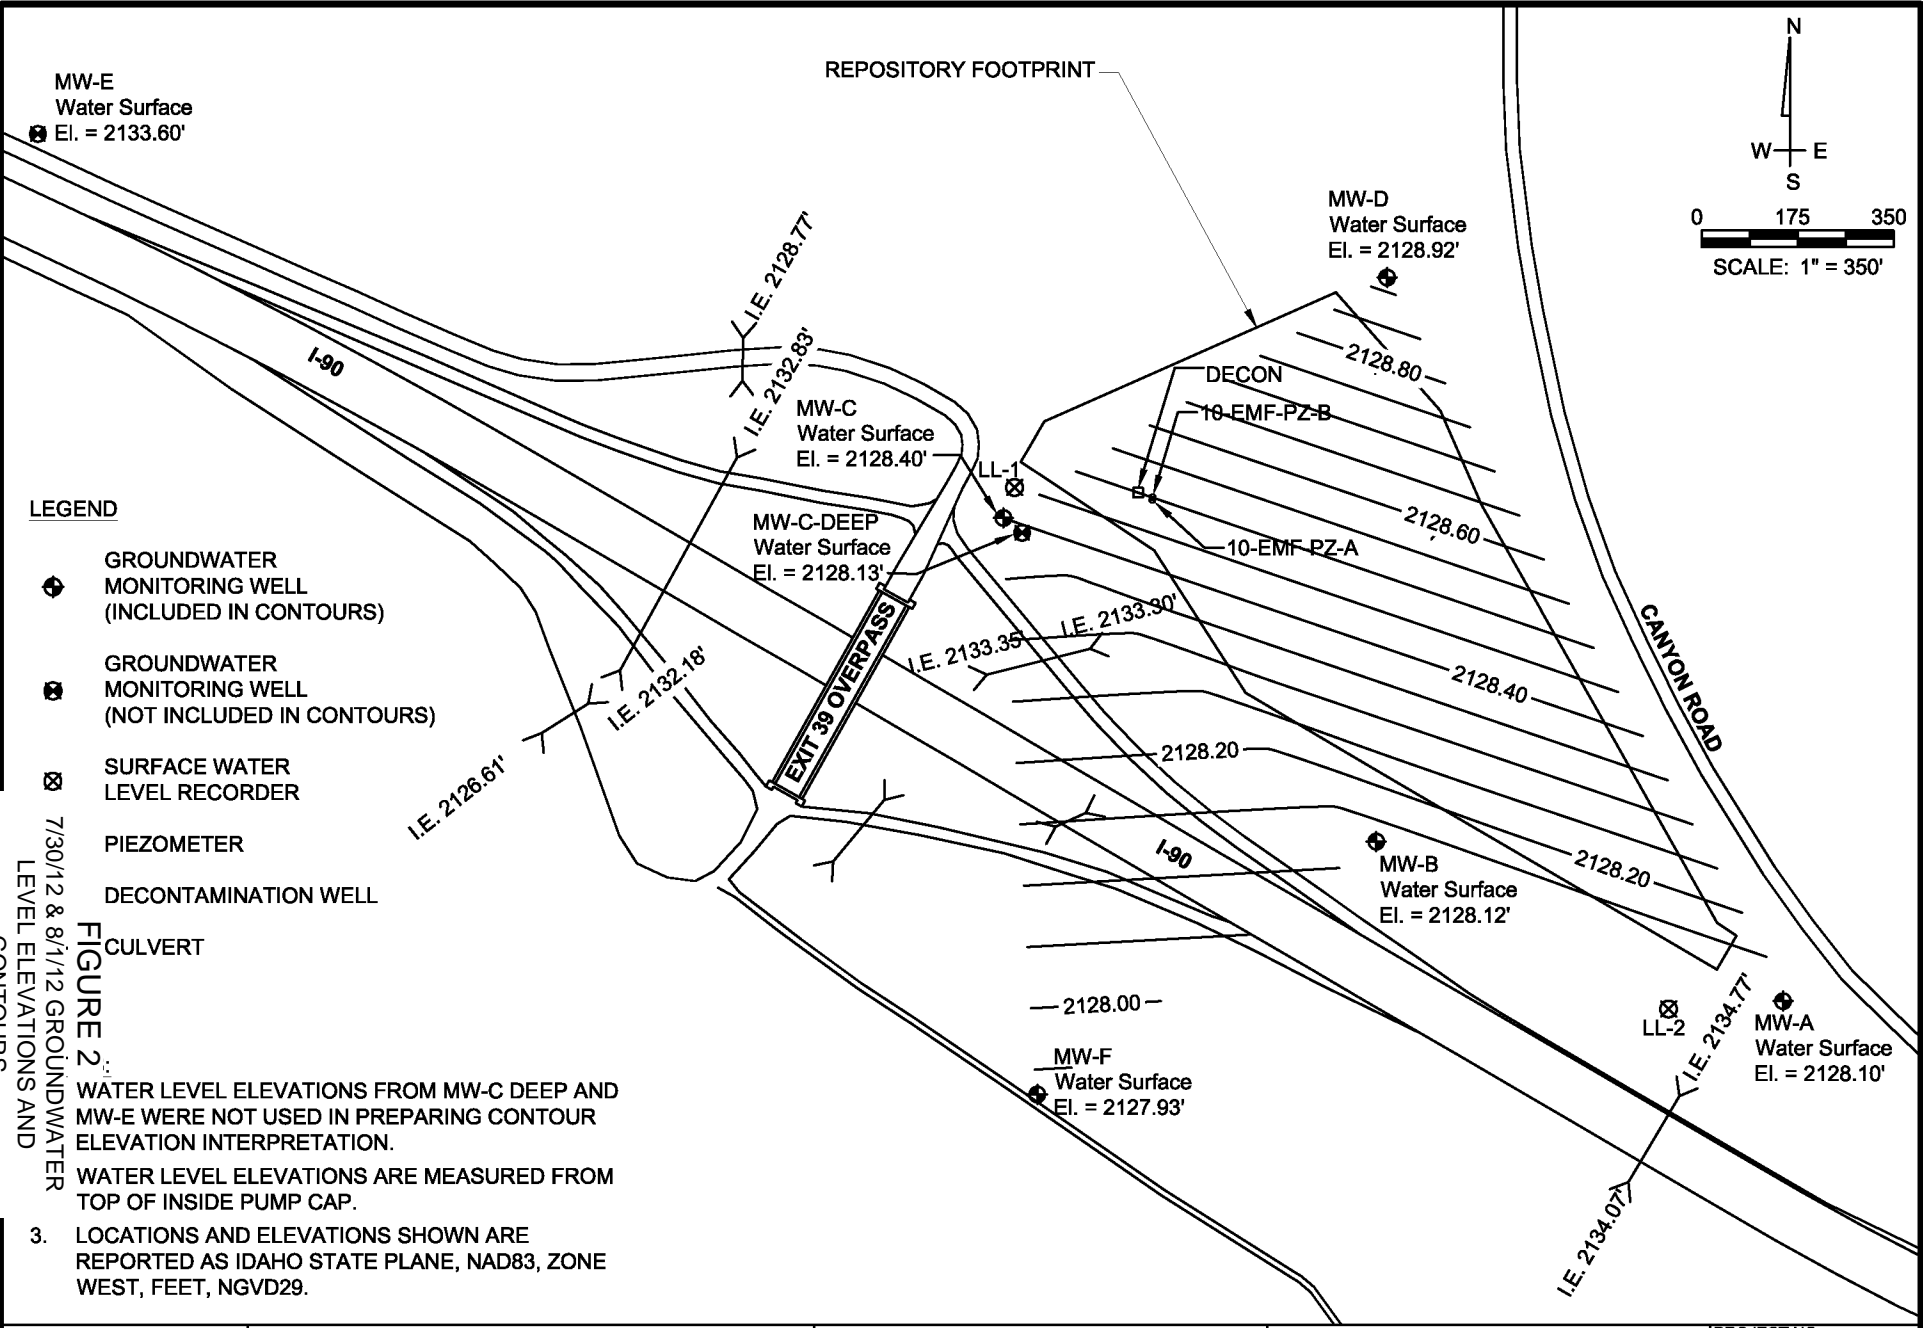 MW-E
Water Surface
El. = 2133.60'
REPOSITORY FOOTPRINT
N
W E
S
0 175 350
SCALE: 1" = 350'
MW-D
Water Surface
El. = 2128.92'
I.E. 2128.77'
I.E. 2132.83'
I-90
2128.80
DECON
10-EMF-PZ-B
MW-C
Water Surface
El. = 2128.40'
LL-1
MW-C-DEEP
Water Surface
El. = 2128.13'
2128.60
10-EMF-PZ-A
I.E. 2133.30'
I.E. 2133.35'
EXIT 39 OVERPASS
CANYON ROAD
2128.40
I.E. 2132.18'
I.E. 2126.61'
2128.20
I-90
2128.20
MW-B
Water Surface
El. = 2128.12'
2128.00
MW-F
Water Surface
El. = 2127.93'
LL-2
MW-A
Water Surface
El. = 2128.10'
I.E. 2134.77'
I.E. 2134.07'
LEGEND
GROUNDWATER
MONITORING WELL
(INCLUDED IN CONTOURS)
GROUNDWATER
MONITORING WELL
(NOT INCLUDED IN CONTOURS)
SURFACE WATER
LEVEL RECORDER
PIEZOMETER
DECONTAMINATION WELL
CULVERT
FIGURE 2
7/30/12 & 8/1/12 GROUNDWATER
LEVEL ELEVATIONS AND
CONTOURS
WATER LEVEL ELEVATIONS FROM MW-C DEEP AND
MW-E WERE NOT USED IN PREPARING CONTOUR
ELEVATION INTERPRETATION.
WATER LEVEL ELEVATIONS ARE MEASURED FROM
TOP OF INSIDE PUMP CAP.
3. LOCATIONS AND ELEVATIONS SHOWN ARE
REPORTED AS IDAHO STATE PLANE, NAD83, ZONE
WEST, FEET, NGVD29.